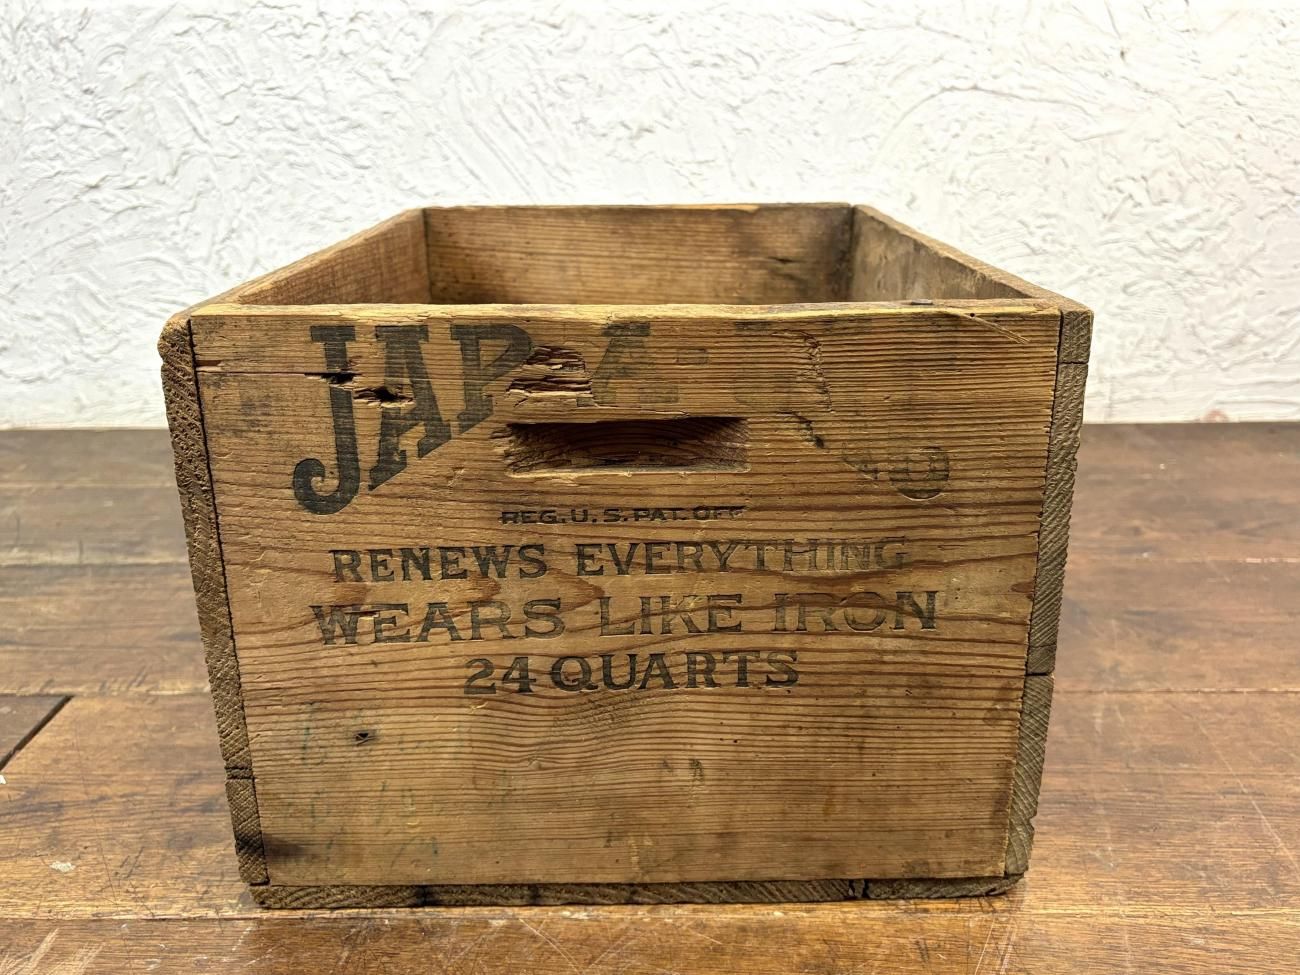 REG. U. S. PAT. OFF
RENEWS EVERYTHING
WEARS LIKE IRON
24 QUARTS